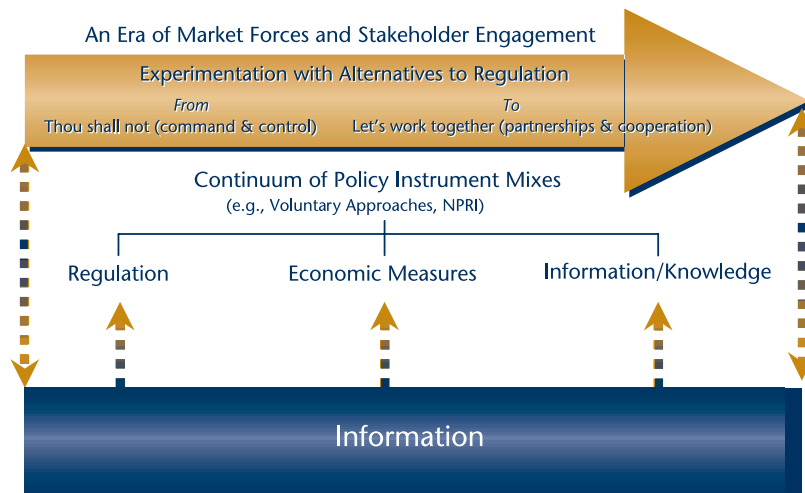 An Era of Market Forces and Stakeholder Engagement
Experimentation with Alternatives to Regulation
From To
Thou shall not (command & control) Let's work together (partnerships & cooperation)
Continuum of Policy Instrument Mixes
(e.g., Voluntary Approaches, NPRI)
Regulation Economic Measures Information/Knowledge
Information